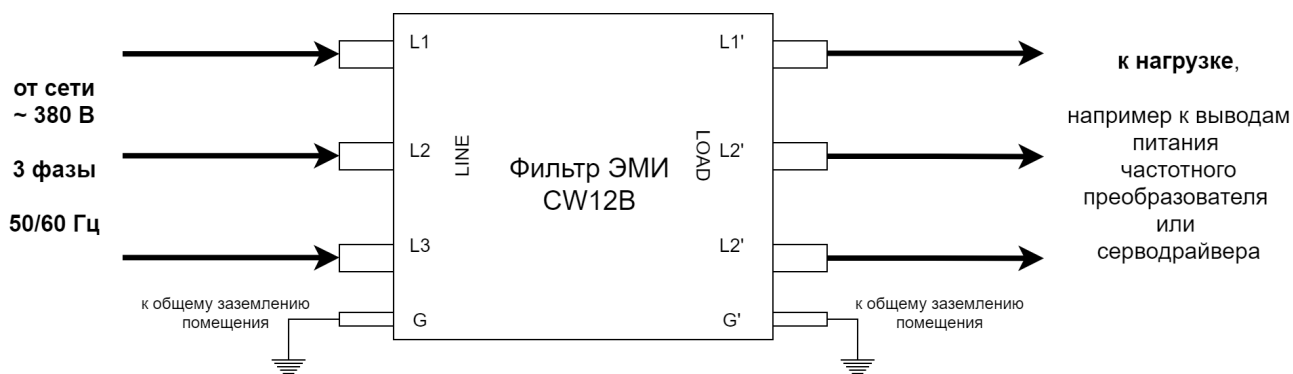 от сети
~ 380 В
3 фазы
50/60 Гц
L1
L2
L3
G
LINE
Фильтр ЭМИ
CW12B
LOAD
L1'
L2'
L2'
G'
к нагрузке,
например к выводам
питания
частотного
преобразователя
или
серводрайвера
к общему заземлению
помещения
к общему заземлению
помещения